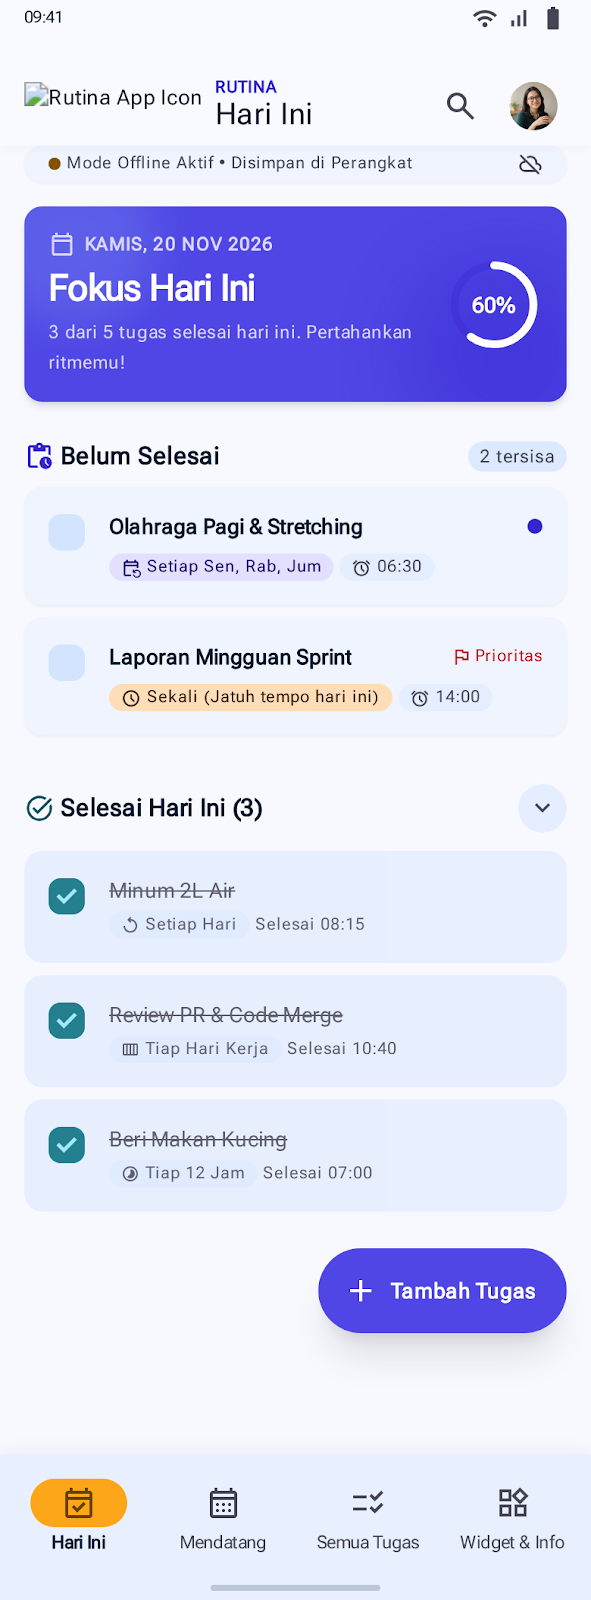 09:41
Rutina App Icon
RUTINA
Hari Ini
Mode Offline Aktif • Disimpan di Perangkat
KAMIS, 20 NOV 2026
Fokus Hari Ini
3 dari 5 tugas selesai hari ini. Pertahankan
ritmemu!
60%
Belum Selesai
2 tersisa
Olahraga Pagi & Stretching
Setiap Sen, Rab, Jum
06:30
Laporan Mingguan Sprint
Prioritas
Sekali (Jatuh tempo hari ini)
14:00
Selesai Hari Ini (3)
Minum 2L Air
Setiap Hari
Selesai 08:15
Review PR & Code Merge
Tiap Hari Kerja
Selesai 10:40
Beri Makan Kucing
Tiap 12 Jam
Selesai 07:00
Tambah Tugas
Hari Ini
Mendatang
Semua Tugas
Widget & Info